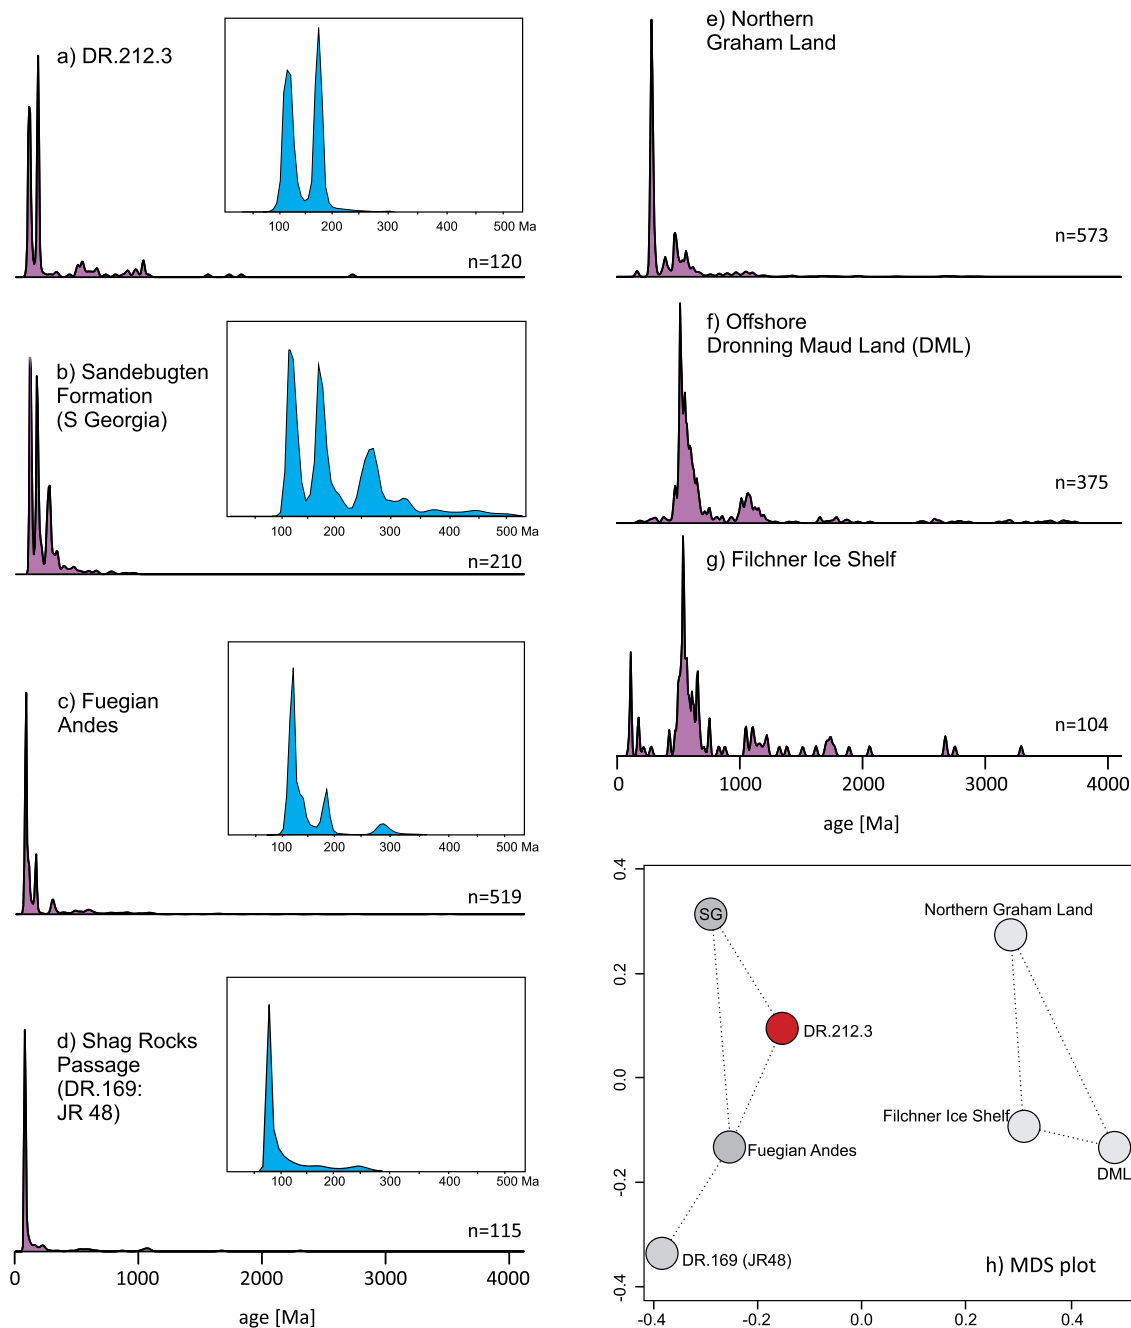 a) DR.212.3
100 200 300 400 500 Ma
n=120
b) Sandebugten
Formation
(S Georgia)
100 200 300 400 500 Ma
n=210
c) Fuegian
Andes
100 200 300 400 500 Ma
n=519
d) Shag Rocks
Passage
(DR.169:
JR 48)
100 200 300 400 500 Ma
n=115
0 1000 2000 3000 4000
age [Ma]
e) Northern
Graham Land
n=573
f) Offshore
Dronning Maud Land (DML)
n=375
g) Filchner Ice Shelf
n=104
0 1000 2000 3000 4000
age [Ma]
0.4
0.2
0.0
-0.2
-0.4
SG
Northern Graham Land
DR.212.3
Filchner Ice Shelf
Fuegian Andes
DML
DR.169 (JR48)
h) MDS plot
-0.4 -0.2 0.0 0.2 0.4